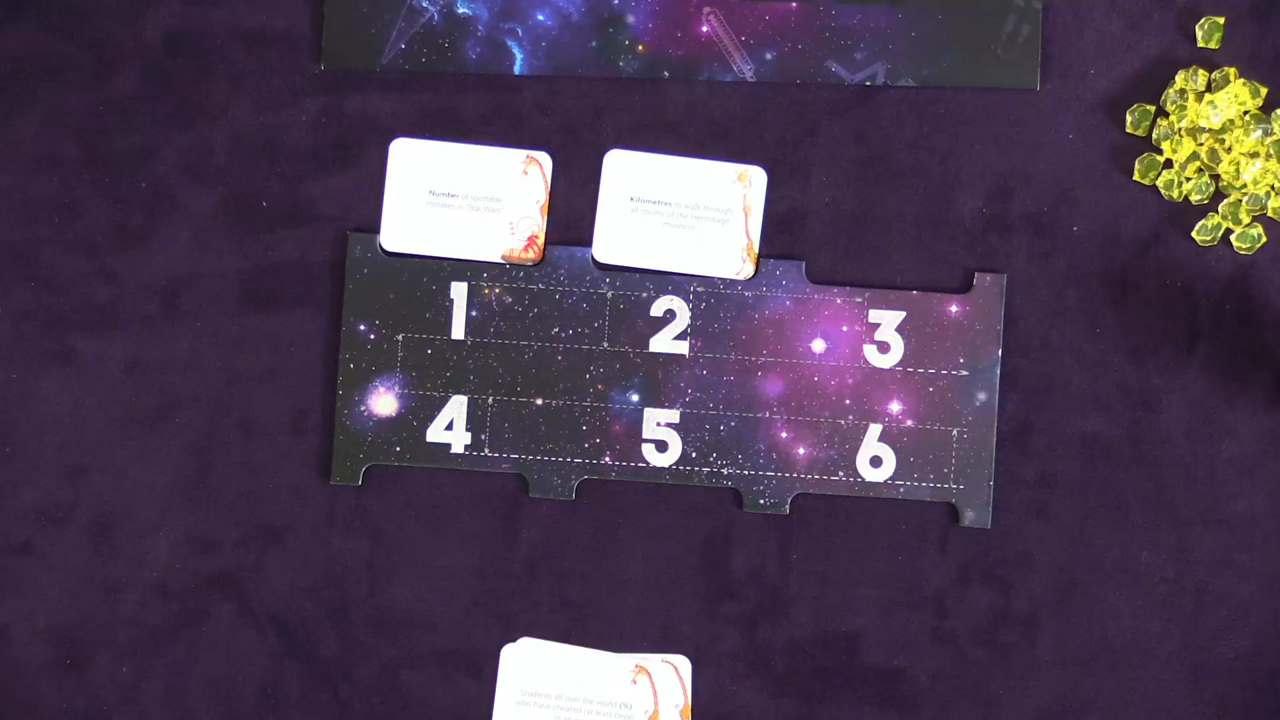 Number of spottable
mistakes in "Star Wars"
Kilometres to walk through
all rooms of the Hermitage
museum
1
2
3
4
5
6
Students all over the world (%)
who have cheated (at least once)